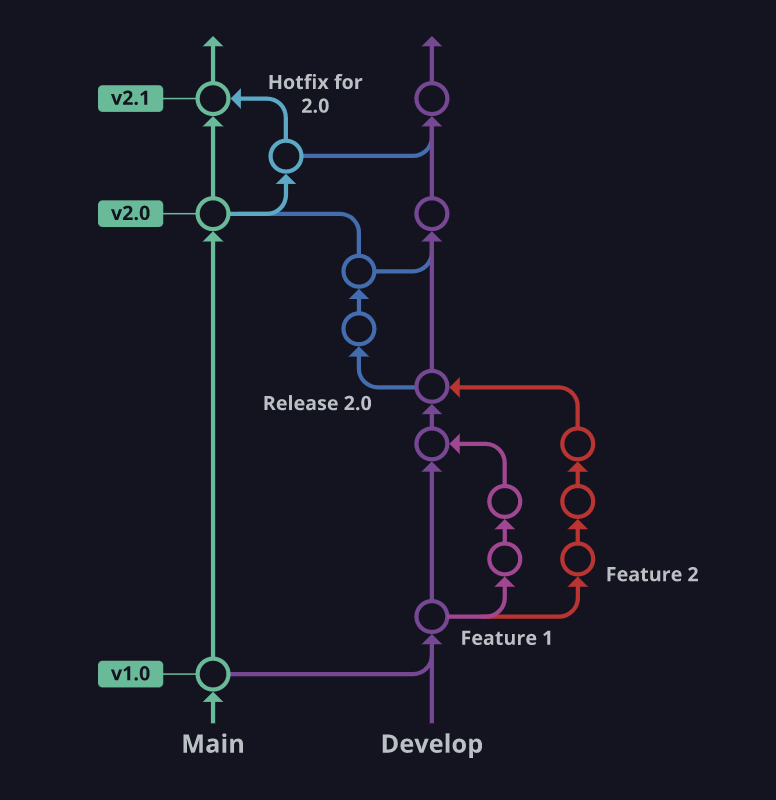 v2.1
Hotfix for
2.0
v2.0
Release 2.0
Feature 2
Feature 1
v1.0
Main
Develop